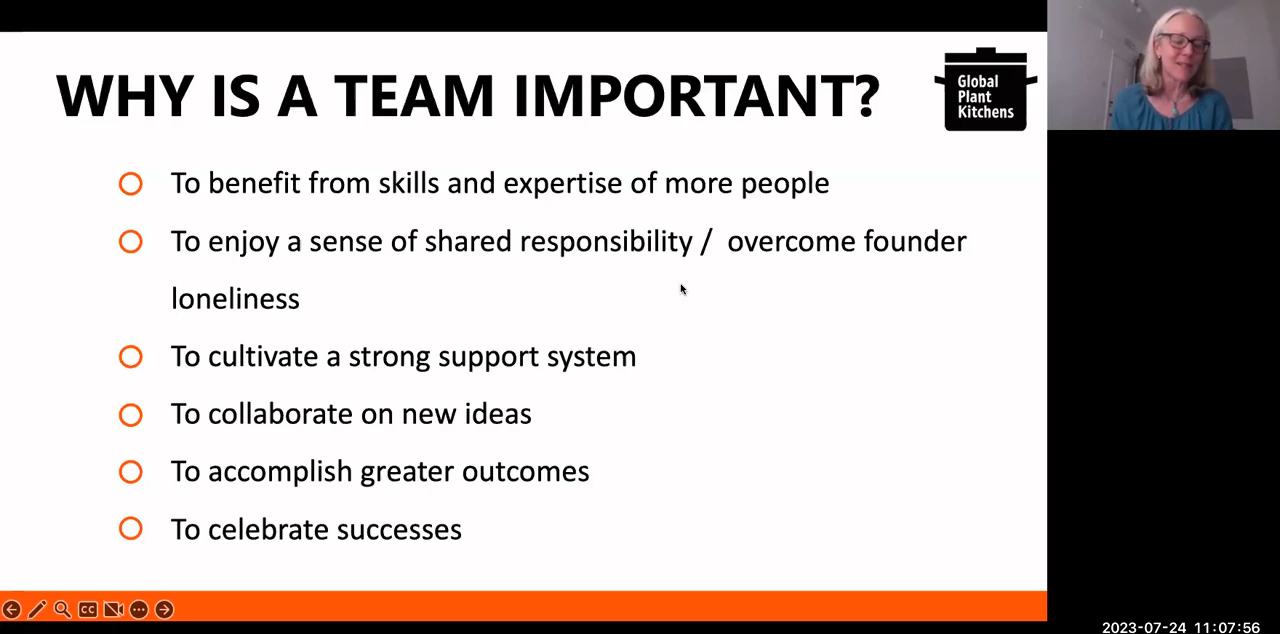 WHY IS A TEAM IMPORTANT?
Global
Plant
Kitchens
To benefit from skills and expertise of more people
To enjoy a sense of shared responsibility / overcome founder
loneliness
To cultivate a strong support system
To collaborate on new ideas
To accomplish greater outcomes
To celebrate successes
CC
2023-07-24 11:07:56